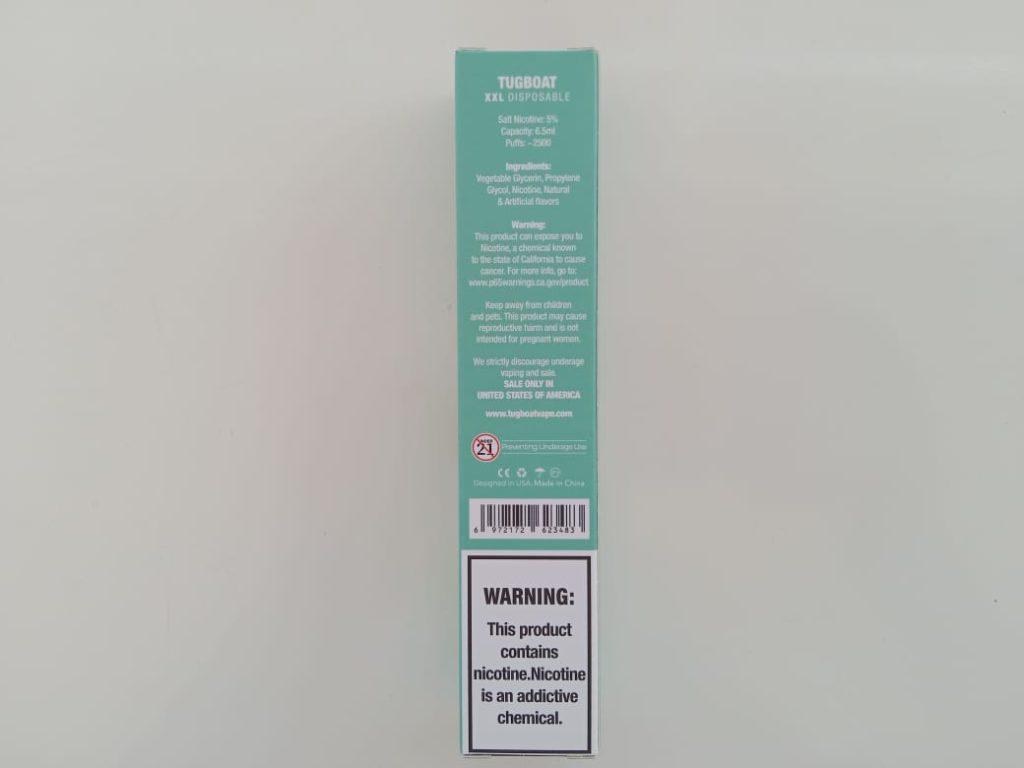 TUGBOAT
XXL DISPOSABLE
Salt Nicotine: 5%
Capacity: 6.5ml
Puffs: ~2500
Ingredients:
Vegetable Glycerin, Propylene
Glycol, Nicotine, Natural
& Artificial flavors
Warning:
This product can expose you to
Nicotine, a chemical known
to the state of California to cause
cancer. For more info, go to:
www.p65warnings.ca.gov/product
Keep away from children
and pets. This product may cause
reproductive harm and is not
intended for pregnant women.
We strictly discourage underage
vaping and sale.
SALE ONLY IN
UNITED STATES OF AMERICA
www.tugboatvape.com
UNDER
21
Preventing Underage Use
CE
Designed in USA. Made in China
6 972172 623483
WARNING:
This product
contains
nicotine.Nicotine
is an addictive
chemical.